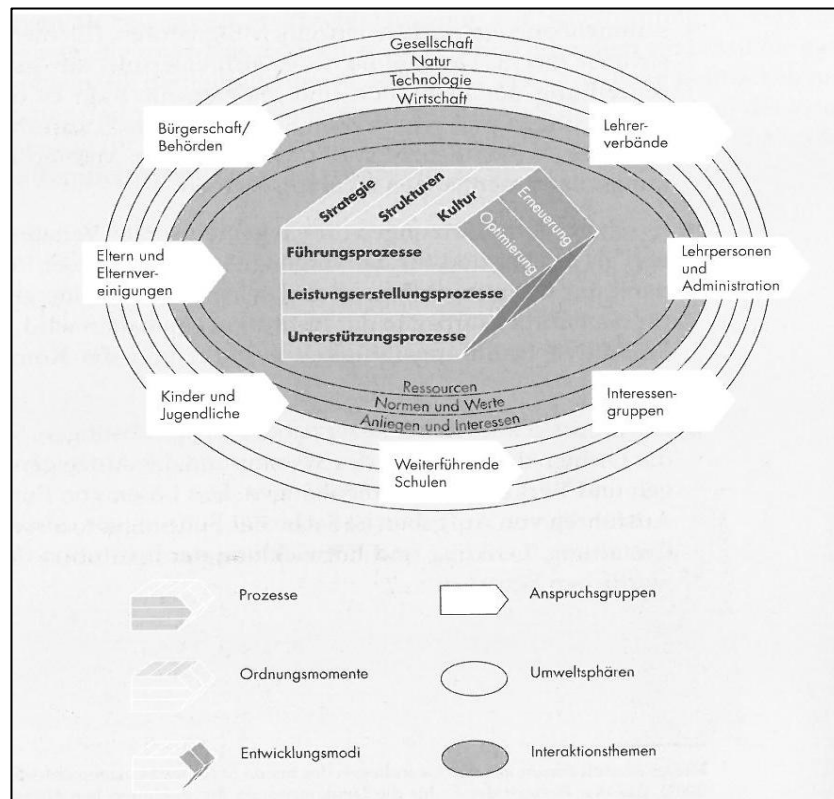 Gesellschaft
Natur
Technologie
Wirtschaft
Bürgerschaft/
Behörden
Lehrer-
verbände
Strategie
Strukturen
Kultur
Erneuerung
Optimierung
Führungsprozesse
Leistungserstellungsprozesse
Unterstützungsprozesse
Eltern und
Elternver-
einigungen
Lehrpersonen
und
Administration
Kinder und
Jugendliche
Ressourcen
Normen und Werte
Anliegen und Interessen
Interessen-
gruppen
Weiterführende
Schulen
Prozesse
Anspruchsgruppen
Ordnungsmomente
Umweltsphären
Entwicklungsmodi
Interaktionsthemen